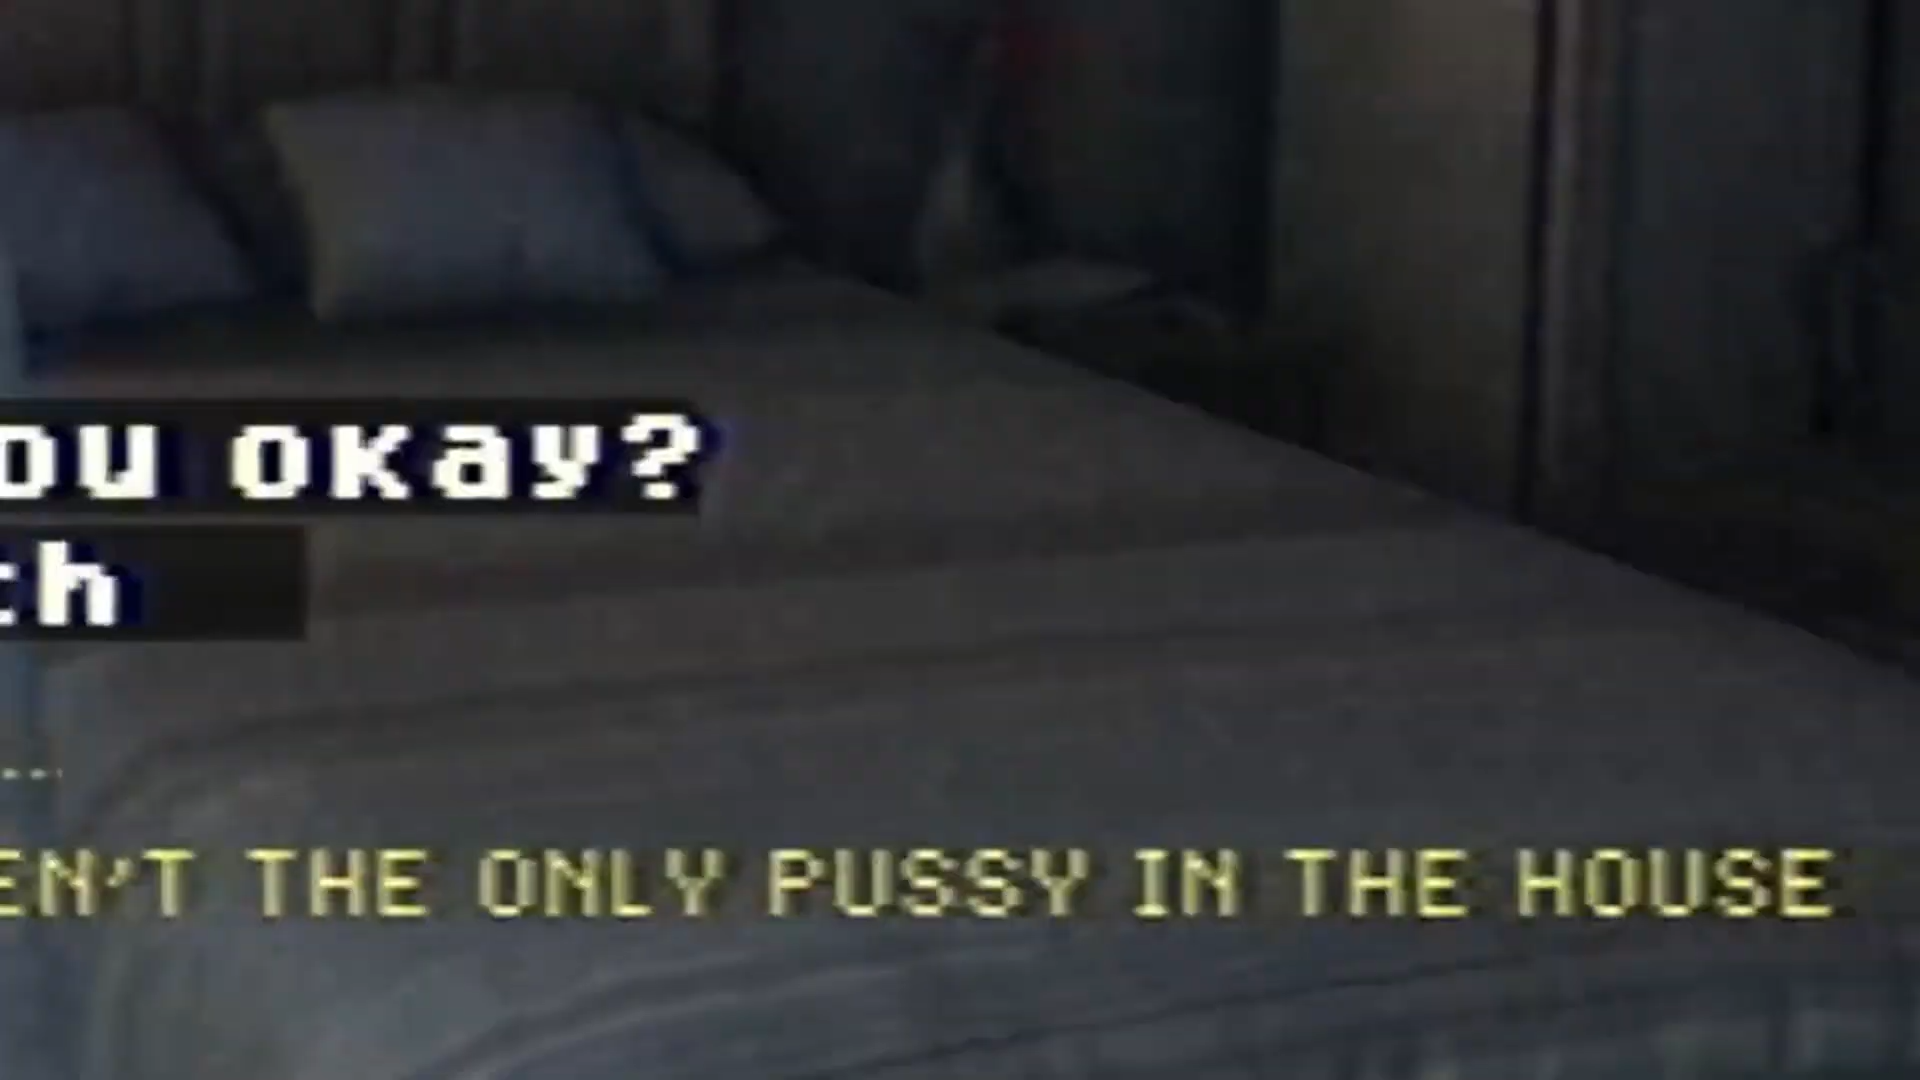 ou okay?
ch
...
EN'T THE ONLY PUSSY IN THE HOUSE